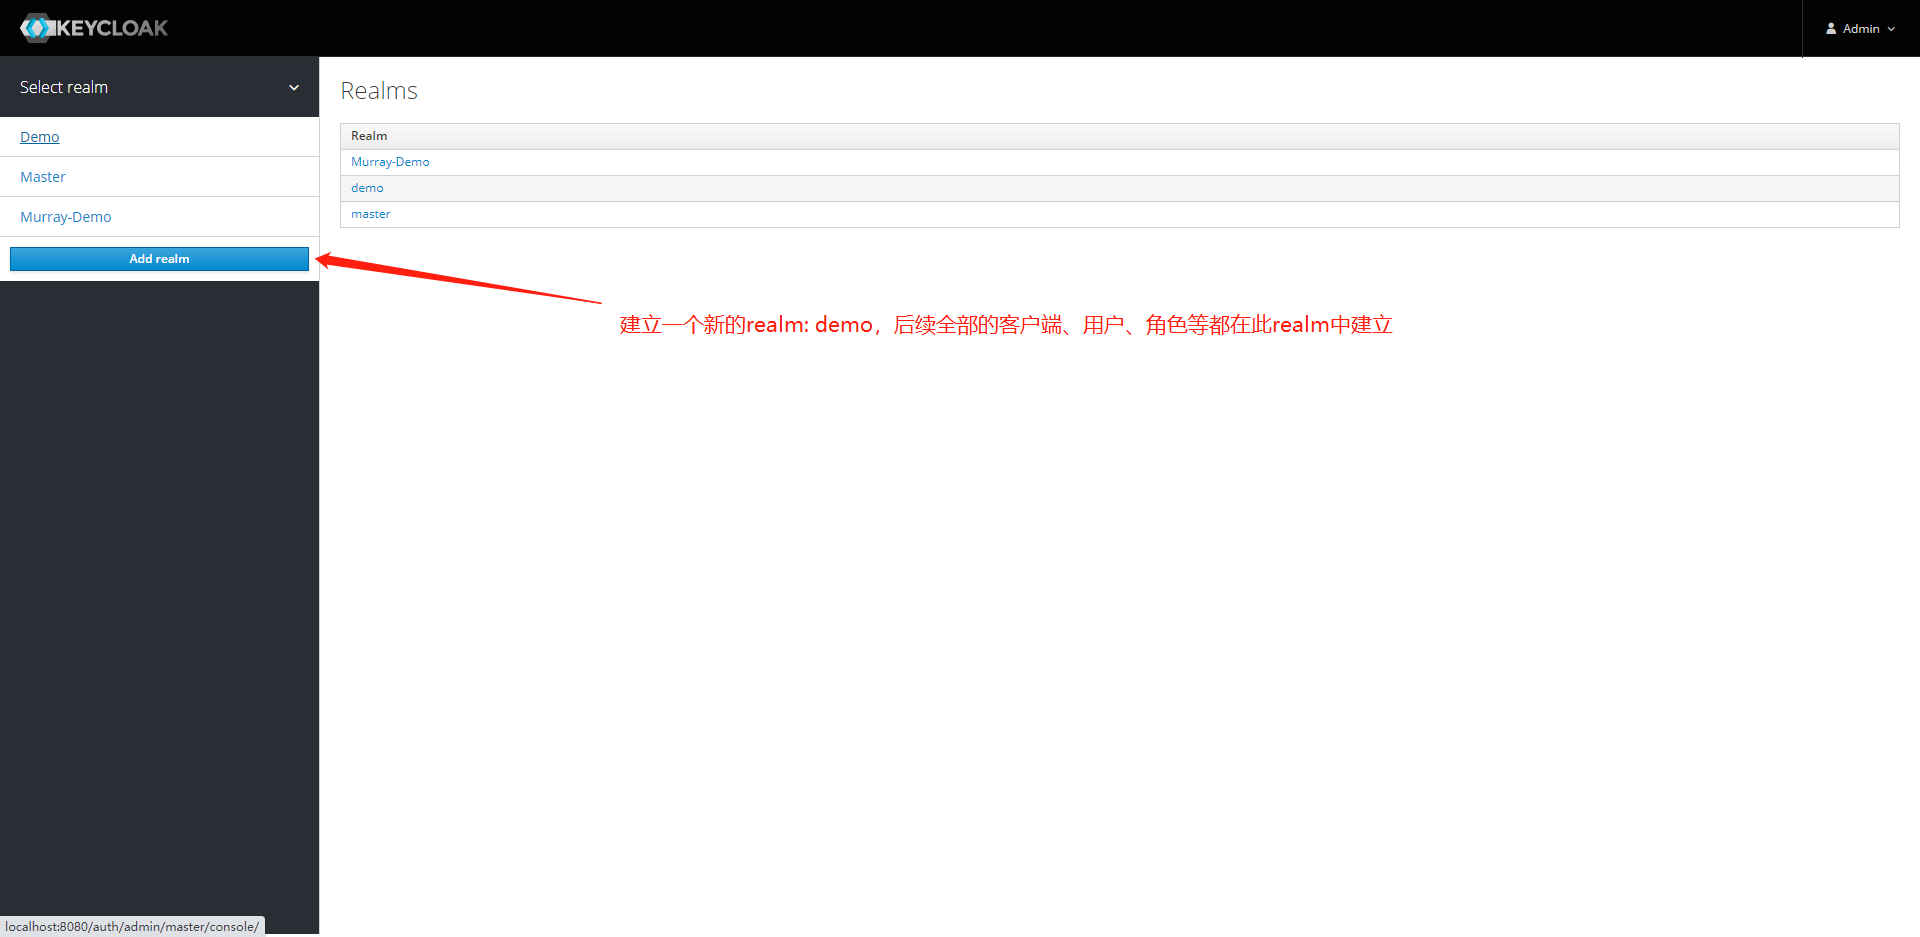 KEYCLOAK
Admin
Select realm
Demo
Master
Murray-Demo
Add realm
Realms
Realm
Murray-Demo
demo
master
建立一个新的realm: demo，后续全部的客户端、用户、角色等都在此realm中建立
localhost:8080/auth/admin/master/console/